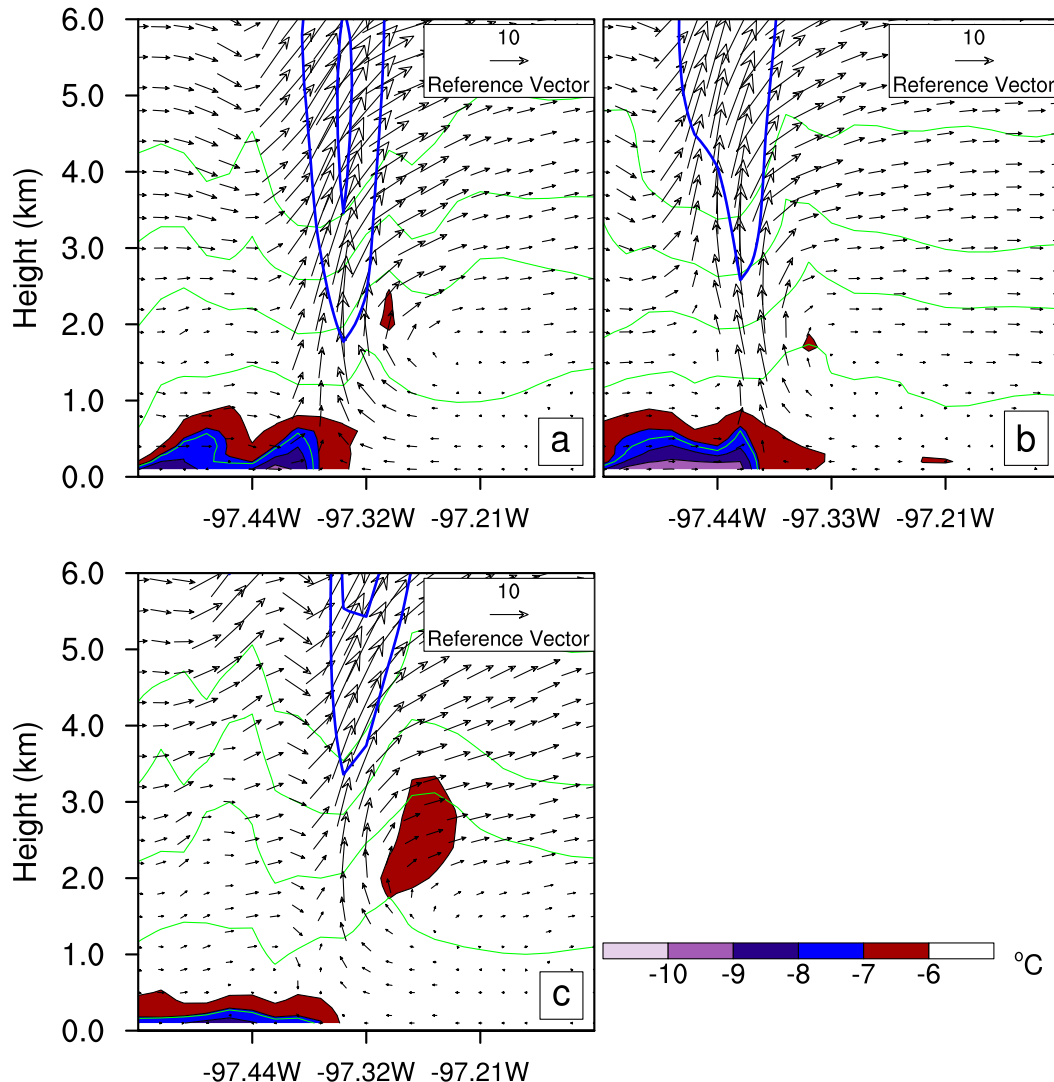 6.0
5.0
4.0
3.0
2.0
1.0
0.0
Height (km)
10
Reference Vector
a
-97.44W
-97.32W
-97.21W
10
Reference Vector
b
-97.44W
-97.33W
-97.21W
6.0
5.0
4.0
3.0
2.0
1.0
0.0
Height (km)
10
Reference Vector
c
-97.44W
-97.32W
-97.21W
-10 -9 -8 -7 -6
oC